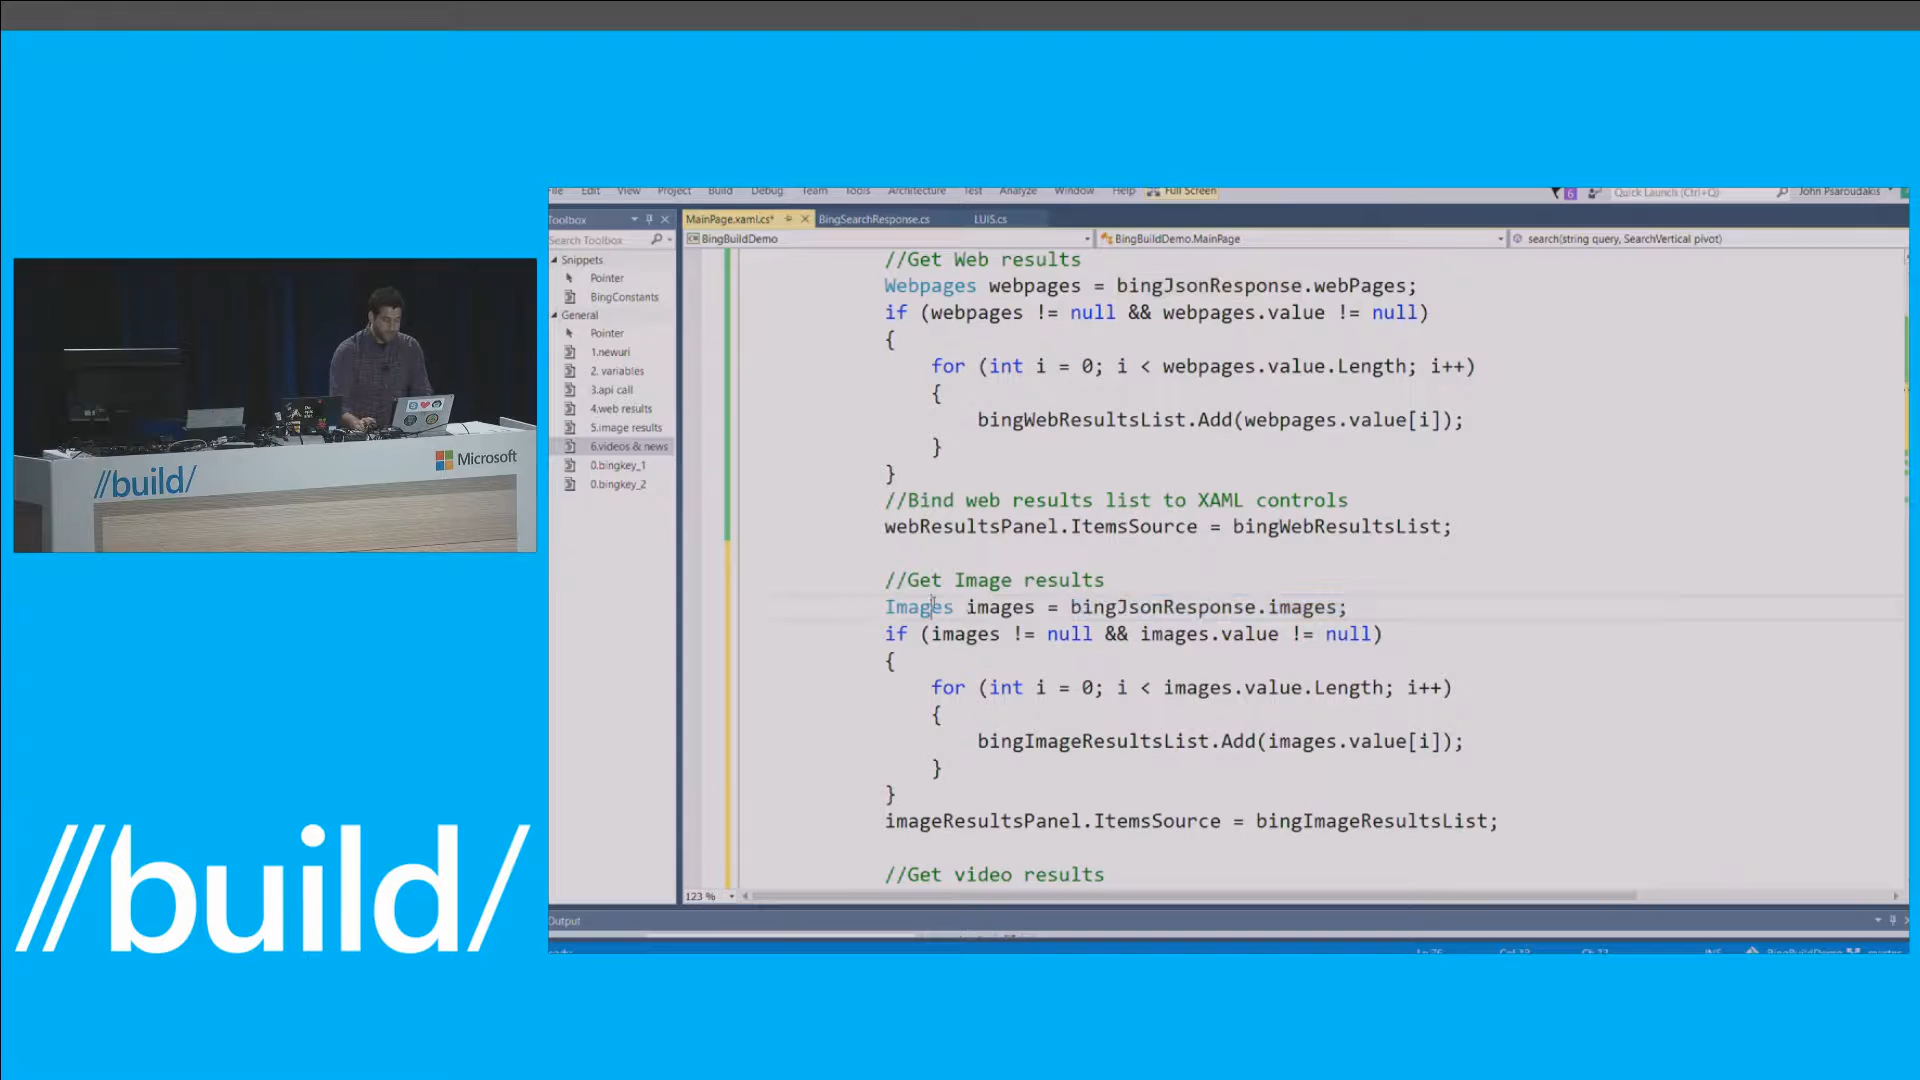 File Edit View Project Build Debug Team Tools Architecture Test Analyze Window Help Full Screen
6 Quick Launch (Ctrl+Q) John Psaroudakis
Toolbox
MainPage.xaml.cs* BingSearchResponse.cs LUIS.cs
Search Toolbox
BingBuildDemo BingBuildDemo.MainPage search(string query, SearchVertical pivot)
Snippets
Pointer
BingConstants
General
Pointer
1.newuri
2. variables
3.api call
4.web results
5.image results
6.videos & news
0.bingkey_1
0.bingkey_2
//Get Web results
Webpages webpages = bingJsonResponse.webPages;
if (webpages != null && webpages.value != null)
{
for (int i = 0; i < webpages.value.Length; i++)
{
bingWebResultsList.Add(webpages.value[i]);
}
}
//Bind web results list to XAML controls
webResultsPanel.ItemsSource = bingWebResultsList;
//Get Image results
Images images = bingJsonResponse.images;
if (images != null && images.value != null)
{
for (int i = 0; i < images.value.Length; i++)
{
bingImageResultsList.Add(images.value[i]);
}
}
imageResultsPanel.ItemsSource = bingImageResultsList;
//Get video results
123 %
Output
//build/
Microsoft
//build/